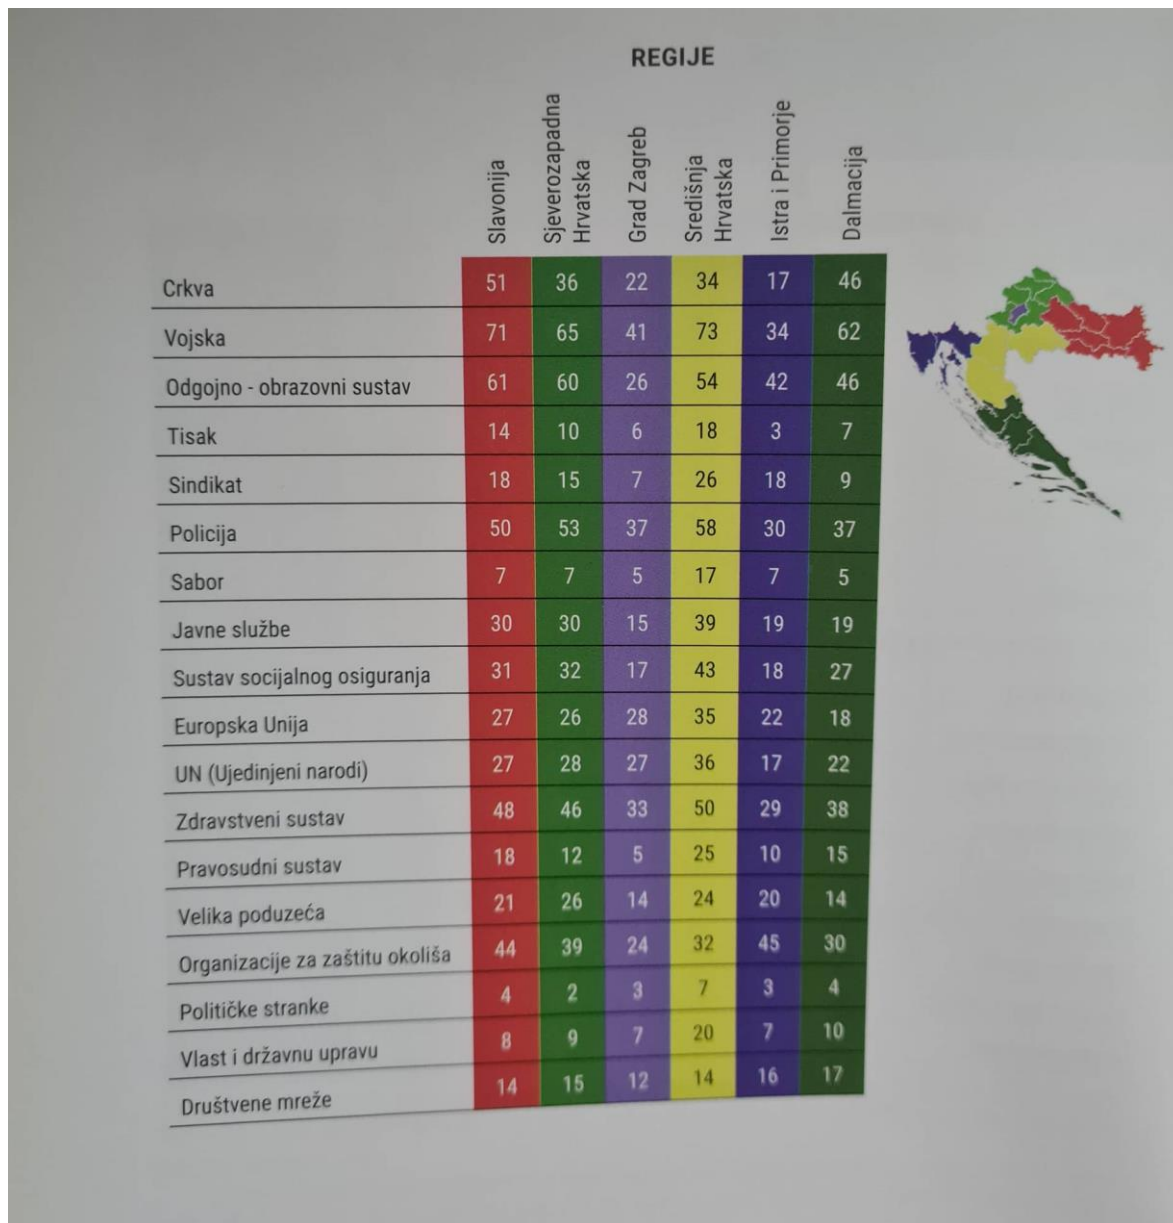 REGIJE
Slavonija
Sjeverozapadna
Hrvatska
Grad Zagreb
Središnja
Hrvatska
Istra i Primorje
Dalmacija
Crkva 51 36 22 34 17 46
Vojska 71 65 41 73 34 62
Odgojno - obrazovni sustav 61 60 26 54 42 46
Tisak 14 10 6 18 3 7
Sindikat 18 15 7 26 18 9
Policija 50 53 37 58 30 37
Sabor 7 7 5 17 7 5
Javne službe 30 30 15 39 19 19
Sustav socijalnog osiguranja 31 32 17 43 18 27
Europska Unija 27 26 28 35 22 18
UN (Ujedinjeni narodi) 27 28 27 36 17 22
Zdravstveni sustav 48 46 33 50 29 38
Pravosudni sustav 18 12 5 25 10 15
Velika poduzeća 21 26 14 24 20 14
Organizacije za zaštitu okoliša 44 39 24 32 45 30
Političke stranke 4 2 3 7 3 4
Vlast i državnu upravu 8 9 7 20 7 10
Društvene mreže 14 15 12 14 16 17